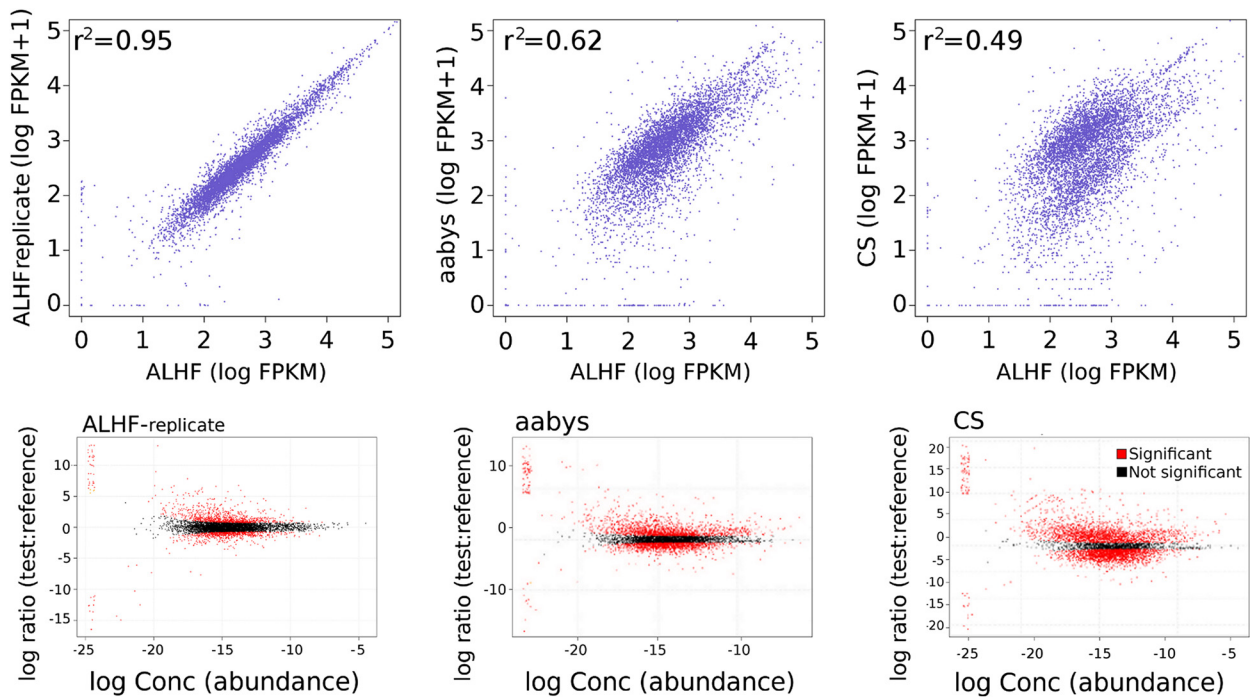 r²=0.95
ALHFreplicate (log FPKM+1)
5
4
3
2
1
0
0 1 2 3 4 5
ALHF (log FPKM)
r²=0.62
aabys (log FPKM+1)
5
4
3
2
1
0
0 1 2 3 4 5
ALHF (log FPKM)
r²=0.49
CS (log FPKM+1)
5
4
3
2
1
0
0 1 2 3 4 5
ALHF (log FPKM)
ALHF-replicate
log ratio (test:reference)
10
5
0
-5
-10
-15
-25 -20 -15 -10 -5
log Conc (abundance)
aabys
log ratio (test:reference)
10
0
-10
-20 -15 -10
log Conc (abundance)
CS
Significant
Not significant
log ratio (test:reference)
20
15
10
5
0
-5
-10
-15
-20
-25 -20 -15 -10 -5
log Conc (abundance)